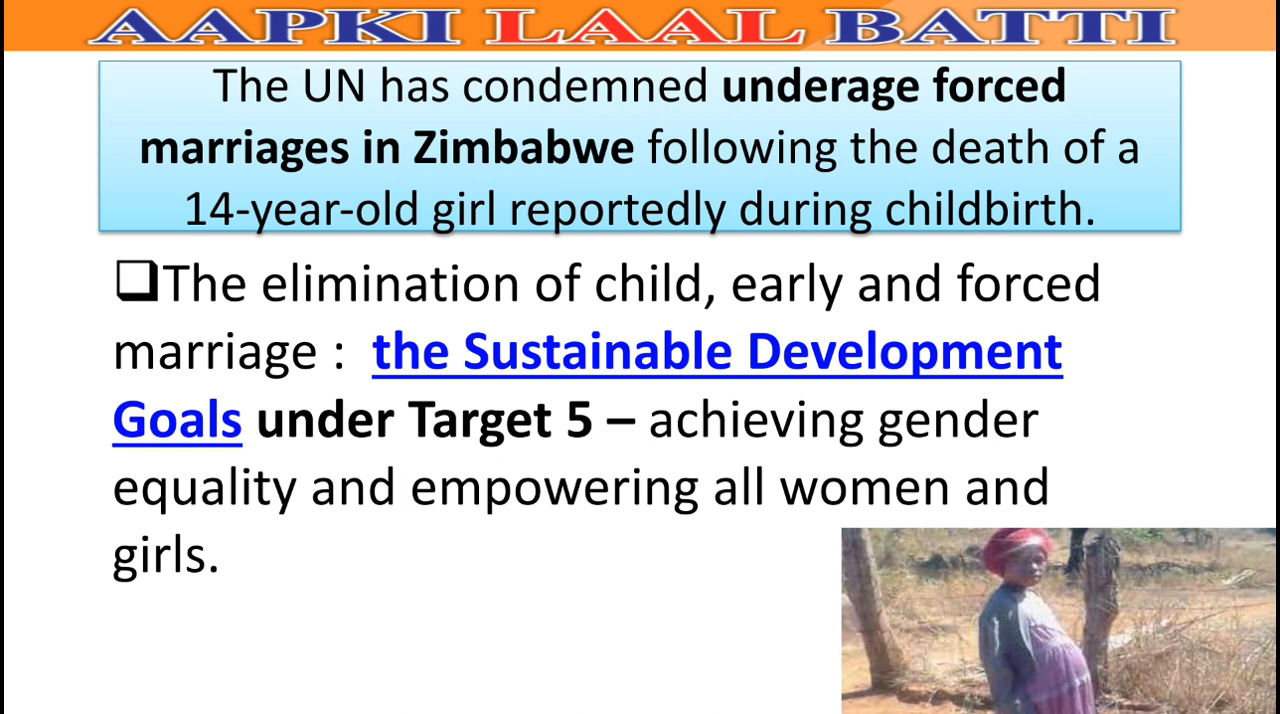 AAPKI LAAL BATTI
The UN has condemned underage forced
marriages in Zimbabwe following the death of a
14-year-old girl reportedly during childbirth.
❑The elimination of child, early and forced
marriage : the Sustainable Development
Goals under Target 5 – achieving gender
equality and empowering all women and
girls.